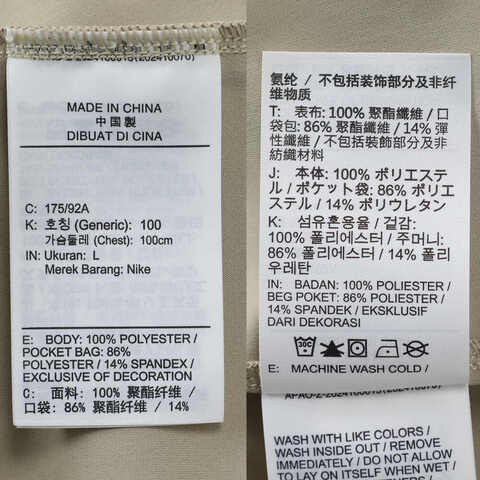 MADE IN CHINA
中國製
DIBUAT DI CINA
C: 175/92A
K: 호칭 (Generic): 100
가슴둘레 (Chest): 100cm
IN: Ukuran: L
Merek Barang: Nike
E: BODY: 100% POLYESTER /
POCKET BAG: 86%
POLYESTER / 14% SPANDEX /
EXCLUSIVE OF DECORATION
C: 面料: 100% 聚酯纤维 /
口袋: 86% 聚酯纤维 / 14%
氨纶 / 不包括装饰部分及非纤
维物质
T: 表布: 100% 聚酯纖維 / 口
袋包: 86% 聚酯纖維 / 14% 彈
性纖維 / 不包括裝飾部分及非
紡織材料
J: 本体: 100% ポリエステル
/ ポケット袋: 86% ポリエ
ステル / 14% ポリウレタン
K: 섬유혼용율 / 겉감:
100% 폴리에스터 / 주머니:
86% 폴리에스터 / 14% 폴리
우레탄
IN: BADAN: 100% POLIESTER /
BEG POKET: 86% POLIESTER /
14% SPANDEX / EKSKLUSIF
DARI DEKORASI
E: MACHINE WASH COLD /
WASH WITH LIKE COLORS /
WASH INSIDE OUT / REMOVE
IMMEDIATELY / DO NOT ALLOW
TO LAY ON ITSELF WHEN WET /